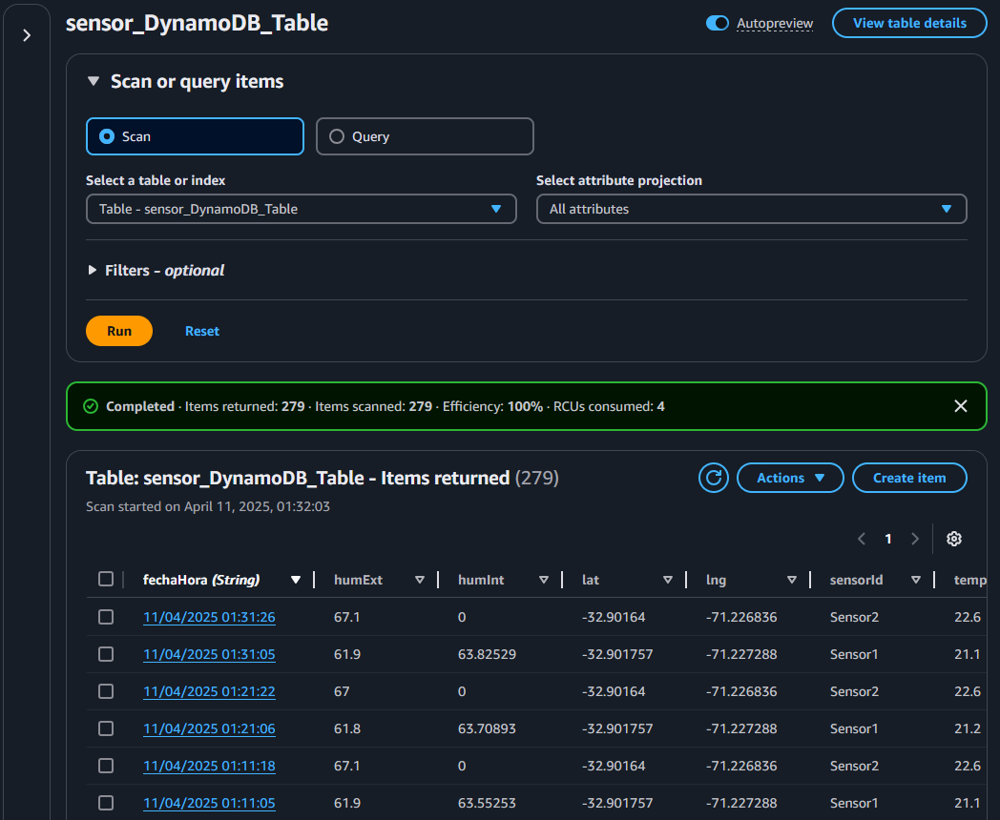 sensor_DynamoDB_Table
Autopreview
View table details
Scan or query items
Scan
Query
Select a table or index
Select attribute projection
Table - sensor_DynamoDB_Table
All attributes
Filters - optional
Run
Reset
Completed · Items returned: 279 · Items scanned: 279 · Efficiency: 100% · RCUs consumed: 4
Table: sensor_DynamoDB_Table - Items returned (279)
Actions
Create item
Scan started on April 11, 2025, 01:32:03
1
fechaHora (String) humExt humInt lat lng sensorId temp
11/04/2025 01:31:26 67.1 0 -32.90164 -71.226836 Sensor2 22.6
11/04/2025 01:31:05 61.9 63.82529 -32.901757 -71.227288 Sensor1 21.1
11/04/2025 01:21:22 67 0 -32.90164 -71.226836 Sensor2 22.6
11/04/2025 01:21:06 61.8 63.70893 -32.901757 -71.227288 Sensor1 21.2
11/04/2025 01:11:18 67.1 0 -32.90164 -71.226836 Sensor2 22.6
11/04/2025 01:11:05 61.9 63.55253 -32.901757 -71.227288 Sensor1 21.1